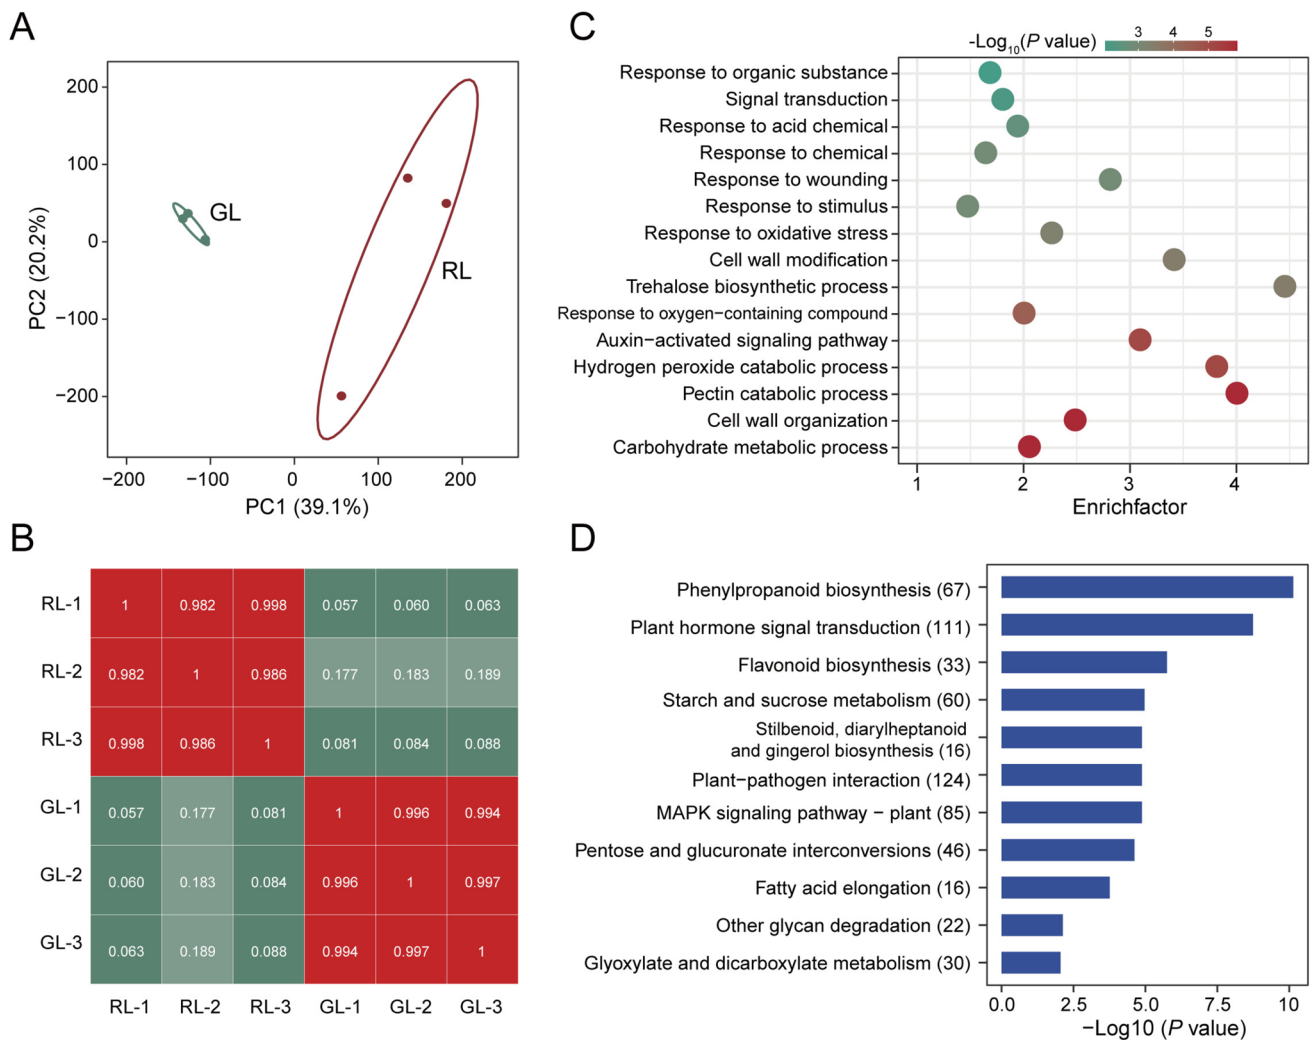 A
200
100
0
−100
−200
PC2 (20.2%)
GL
RL
−200
−100
0
100
200
PC1 (39.1%)
C
-Log10(P value)
3
4
5
Response to organic substance
Signal transduction
Response to acid chemical
Response to chemical
Response to wounding
Response to stimulus
Response to oxidative stress
Cell wall modification
Trehalose biosynthetic process
Response to oxygen−containing compound
Auxin−activated signaling pathway
Hydrogen peroxide catabolic process
Pectin catabolic process
Cell wall organization
Carbohydrate metabolic process
1
2
3
4
Enrichfactor
B
RL-1 1 0.982 0.998 0.057 0.060 0.063
RL-2 0.982 1 0.986 0.177 0.183 0.189
RL-3 0.998 0.986 1 0.081 0.084 0.088
GL-1 0.057 0.177 0.081 1 0.996 0.994
GL-2 0.060 0.183 0.084 0.996 1 0.997
GL-3 0.063 0.189 0.088 0.994 0.997 1
RL-1 RL-2 RL-3 GL-1 GL-2 GL-3
D
Phenylpropanoid biosynthesis (67)
Plant hormone signal transduction (111)
Flavonoid biosynthesis (33)
Starch and sucrose metabolism (60)
Stilbenoid, diarylheptanoid
and gingerol biosynthesis (16)
Plant−pathogen interaction (124)
MAPK signaling pathway − plant (85)
Pentose and glucuronate interconversions (46)
Fatty acid elongation (16)
Other glycan degradation (22)
Glyoxylate and dicarboxylate metabolism (30)
0.0
2.5
5.0
7.5
10
−Log10 (P value)